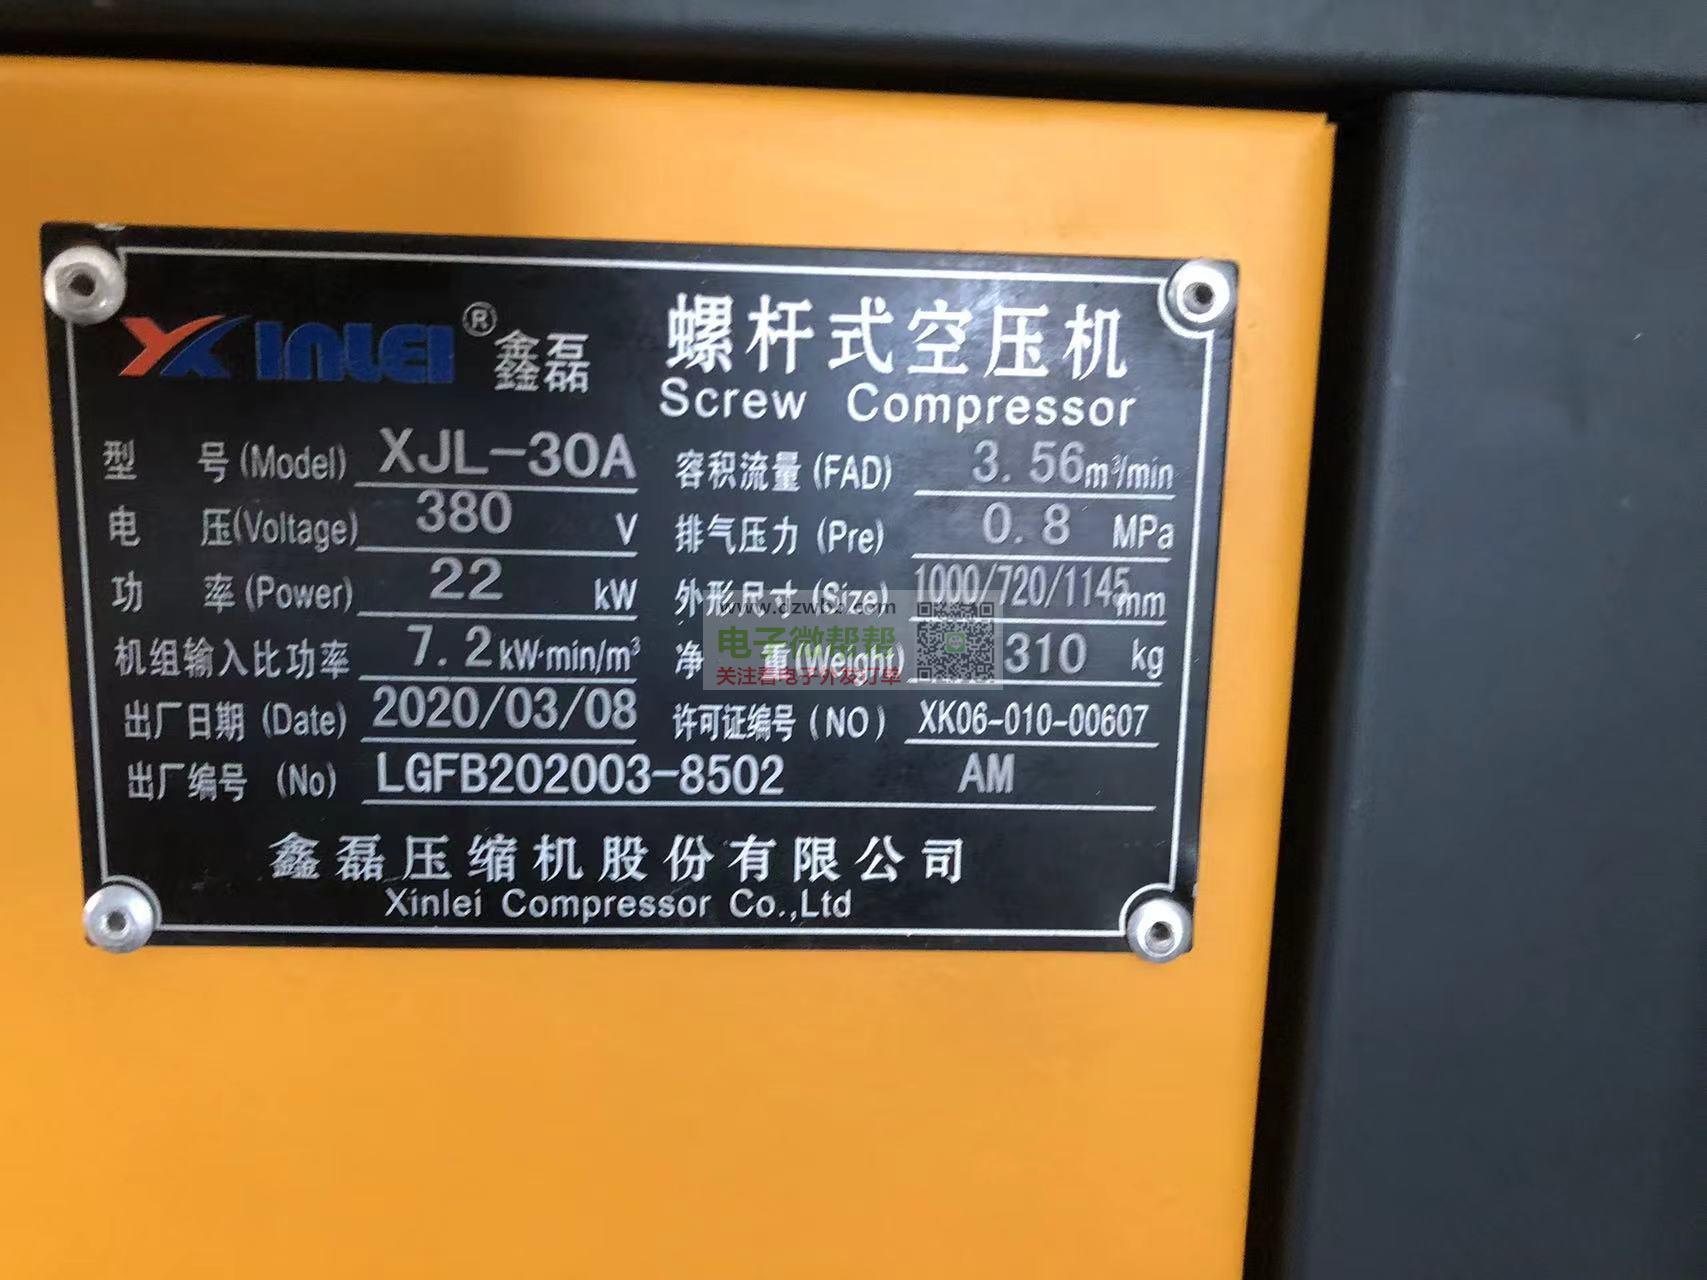 XINLEI® 鑫磊 螺杆式空压机
Screw Compressor
型 号(Model) XJL-30A 容积流量(FAD) 3.56m³/min
电 压(Voltage) 380 V 排气压力(Pre) 0.8 MPa
功 率(Power) 22 kW 外形尺寸(Size) 1000/720/1145mm
www.dzwbb.com
机组输入比功率 7.2kW·min/m³ 净 重(Weight) 310 kg
电子微帮帮
关注看电子外发订单
出厂日期(Date) 2020/03/08 许可证编号(NO) XK06-010-00607
出厂编号(No) LGFB202003-8502 AM
鑫磊压缩机股份有限公司
Xinlei Compressor Co.,Ltd